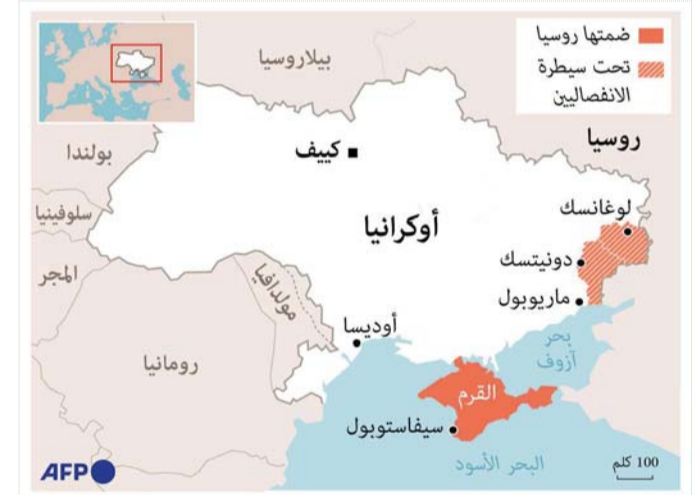 ضمتها روسيا
تحت سيطرة
الانفصاليين
بيلاروسيا
روسيا
بولندا
كييف
سلوفينيا
لوغانسك
أوكرانيا
دونيتسك
المجر
مولدافيا
ماريوبول
أوديسا
بحر
آزوف
رومانيا
القرم
سيفاستوبول
البحر الأسود
100 كلم
AFP